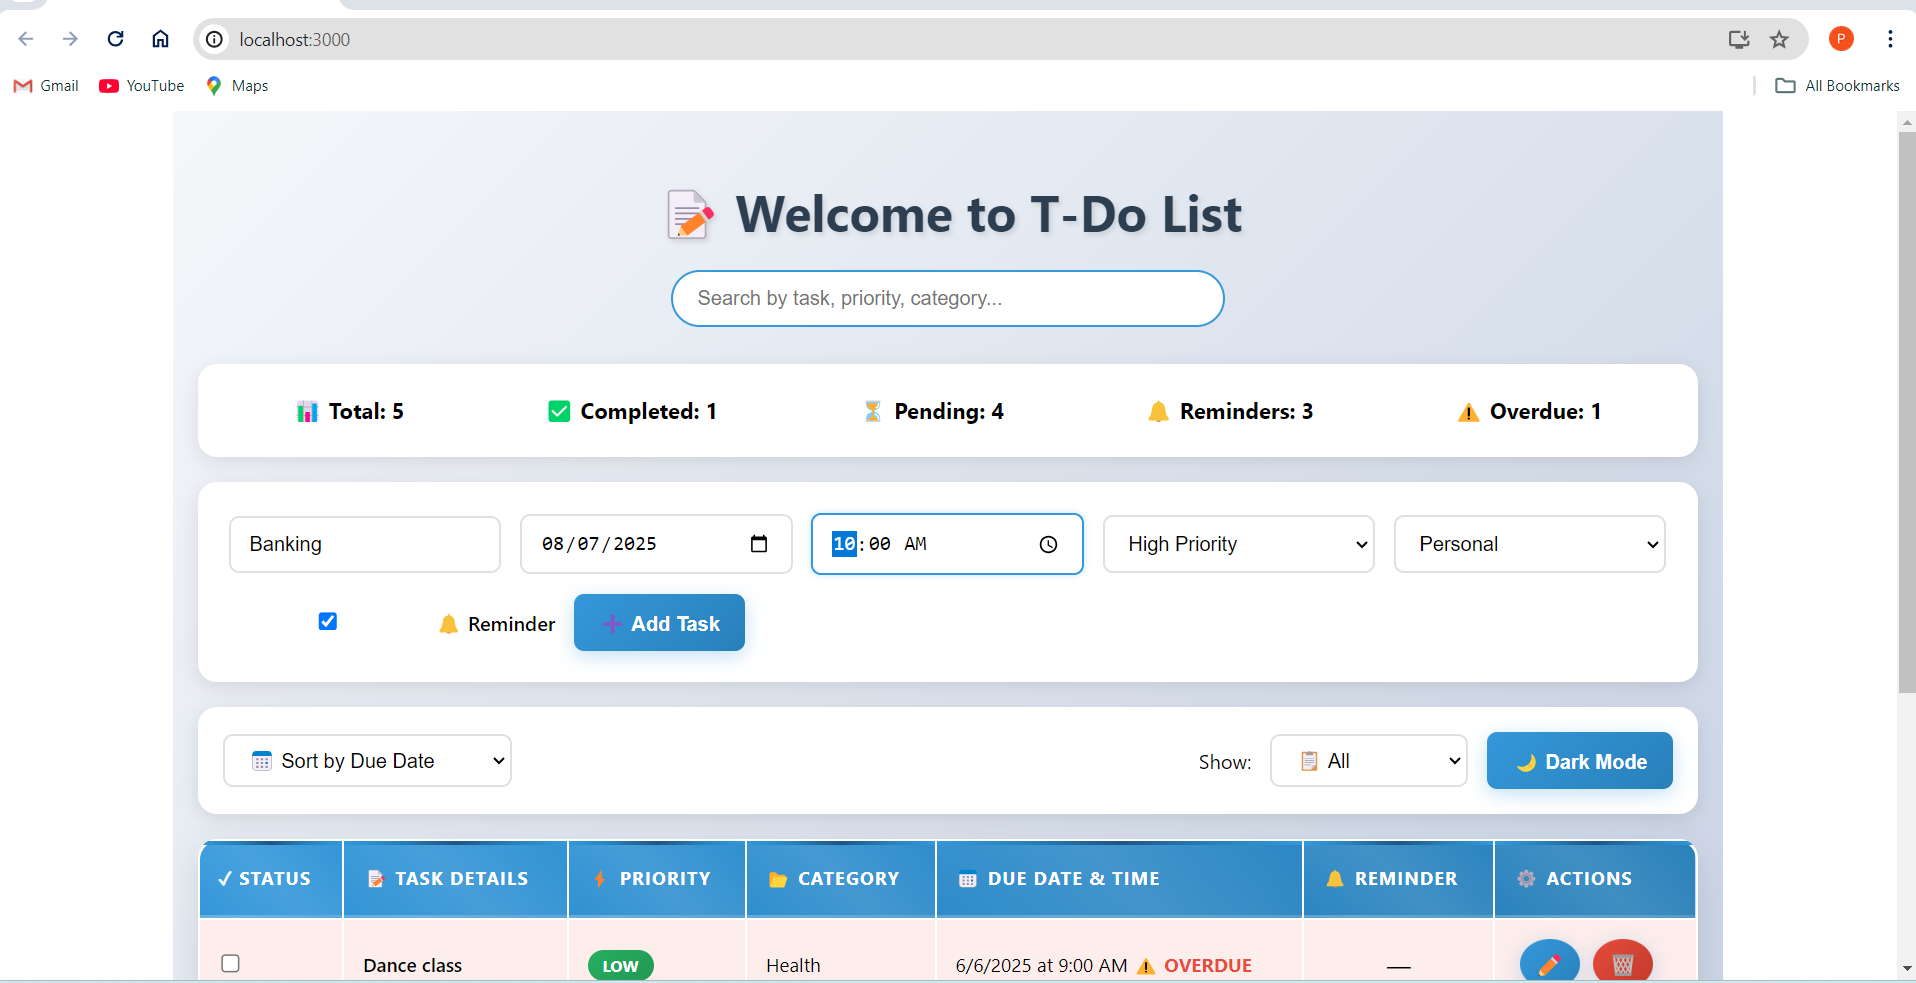 localhost:3000
Gmail YouTube Maps All Bookmarks
Welcome to T-Do List
Search by task, priority, category...
Total: 5 Completed: 1 Pending: 4 Reminders: 3 Overdue: 1
Banking 08/07/2025 10:00 AM High Priority Personal
Reminder Add Task
Sort by Due Date Show: All Dark Mode
STATUS TASK DETAILS PRIORITY CATEGORY DUE DATE & TIME REMINDER ACTIONS
Dance class LOW Health 6/6/2025 at 9:00 AM OVERDUE —
P